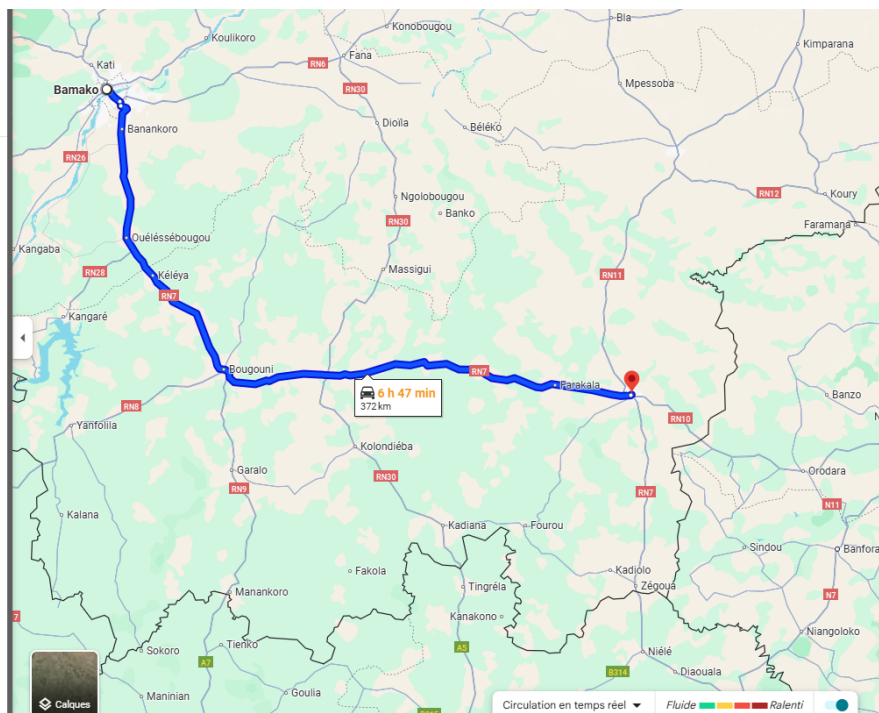 Bla
Konobougou
Koulikoro
Kimparana
Kati
Fana
RN6
Bamako
Mpessoba
RN30
Dioïla
Béléko
Banankoro
RN26
RN12
Koury
Ngolobougou
Banko
RN30
Faramana
Ouéléssébougou
Kangaba
Massigui
RN28
Kéléya
RN11
RN7
Kangaré
Bougouni
RN7
Farakala
6 h 47 min
372 km
Banzo
RN8
Yanfolila
RN10
Kolondiéba
Garalo
RN30
Orodara
RN9
RN7
N11
Kalana
Kadiana
Fourou
Sindou
Banfora
Fakola
Kadiolo
Manankoro
Tingréla
Zégoua
N7
Kanakono
Niangoloko
Sokoro
Tienko
A5
Niélé
A7
B314
Diaouala
Maninian
Goulia
Calques
Circulation en temps réel
Fluide
Ralenti